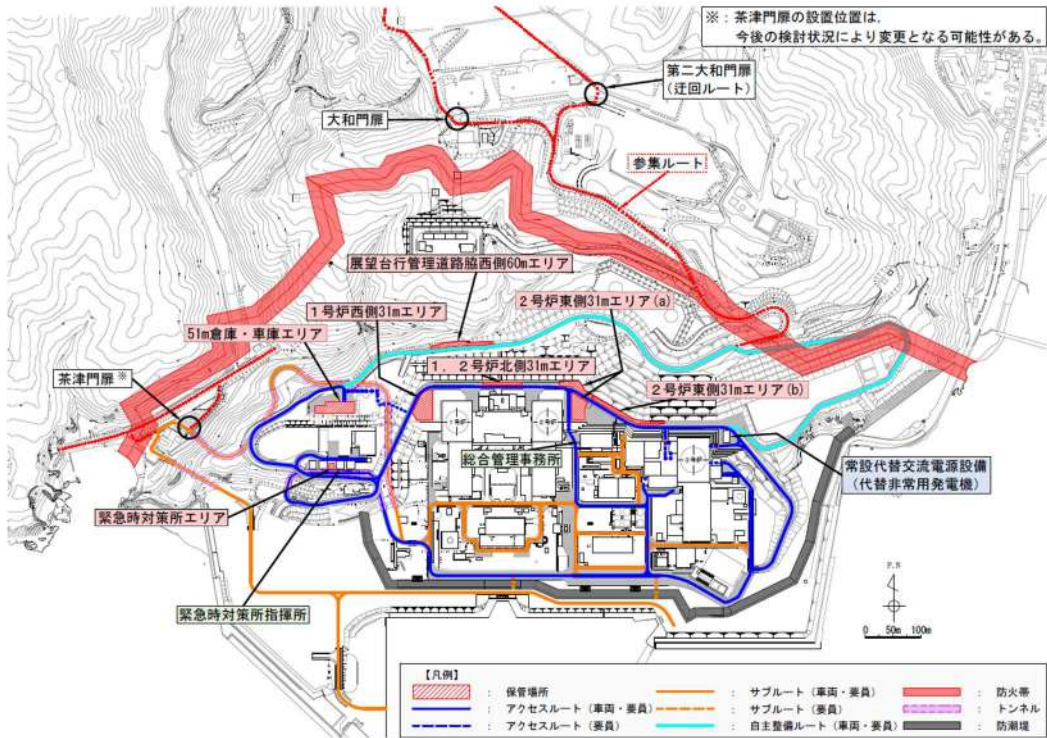 ※：茶津門扉の設置位置は，
今後の検討状況により変更となる可能性がある。
第二大和門扉
（迂回ルート）
大和門扉
参集ルート
展望台行管理道路脇西側60mエリア
1号炉西側31mエリア
2号炉東側31mエリア(a)
51m倉庫・車庫エリア
1，2号炉北側31mエリア
茶津門扉※
2号炉東側31mエリア(b)
総合管理事務所
常設代替交流電源設備
（代替非常用発電機）
緊急時対策所エリア
緊急時対策所指揮所
P.N
0 50m 100m
【凡例】
： 保管場所
： アクセスルート（車両・要員）
： アクセスルート（要員）
： サブルート（車両・要員）
： サブルート（要員）
： 自主整備ルート（車両・要員）
： 防火帯
： トンネル
： 防潮堤